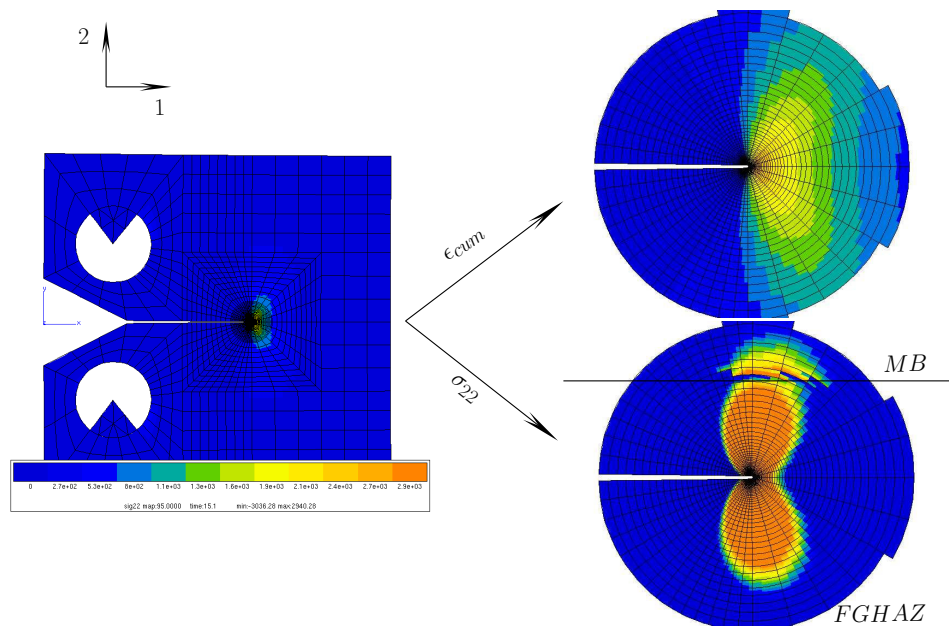 2
1
ϵcum
σ22
MB
FGHAZ
y
z x
0 2.7e+02 5.3e+02 8e+02 1.1e+03 1.3e+03 1.6e+03 1.9e+03 2.1e+03 2.4e+03 2.7e+03 2.9e+03
sig22 map:95.0000 time:15.1 min:-3036.28 max:2940.28